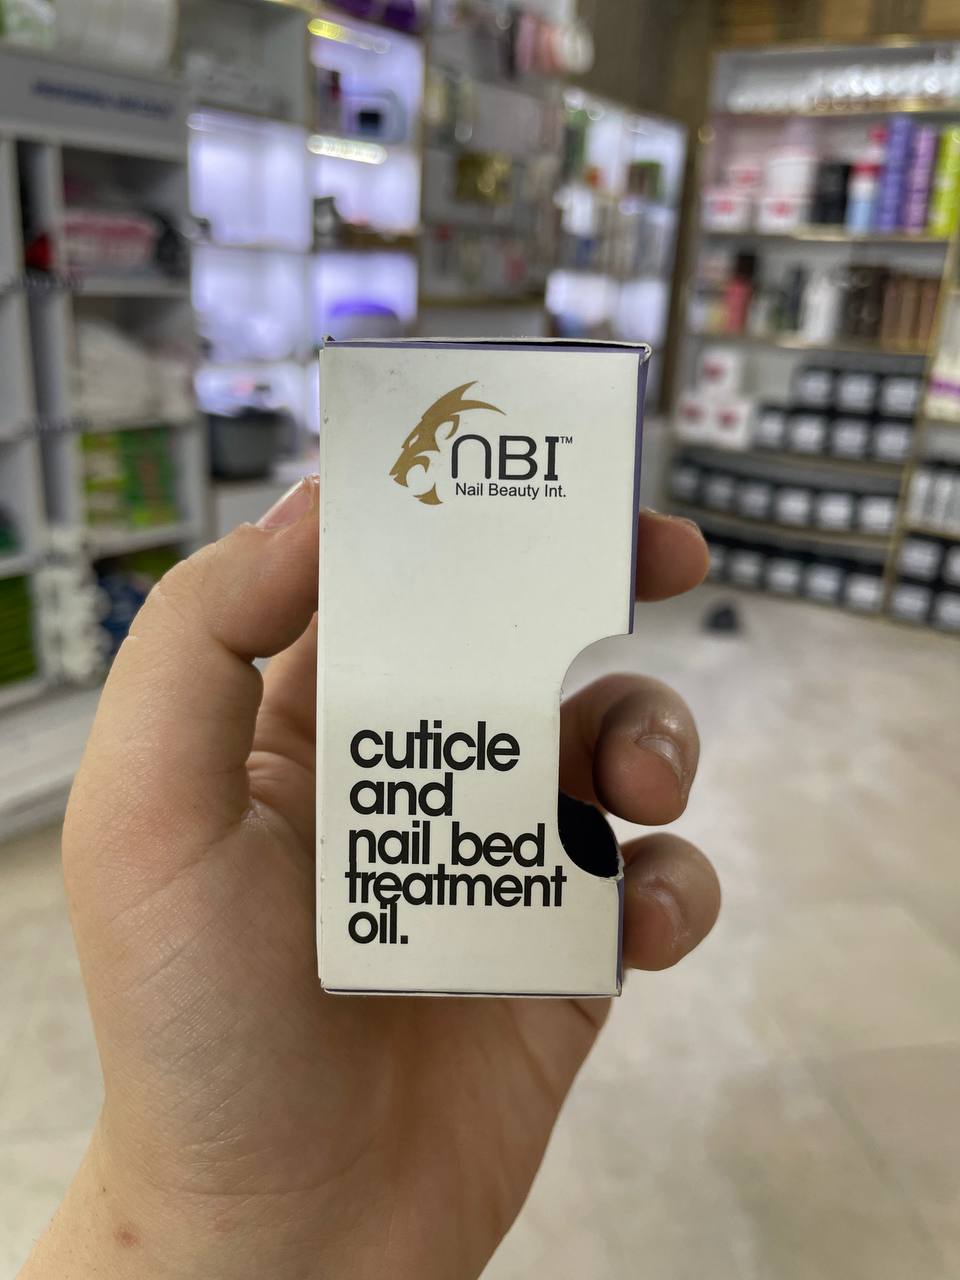 nBI™
Nail Beauty Int.
cuticle
and
nail bed
treatment
oil.